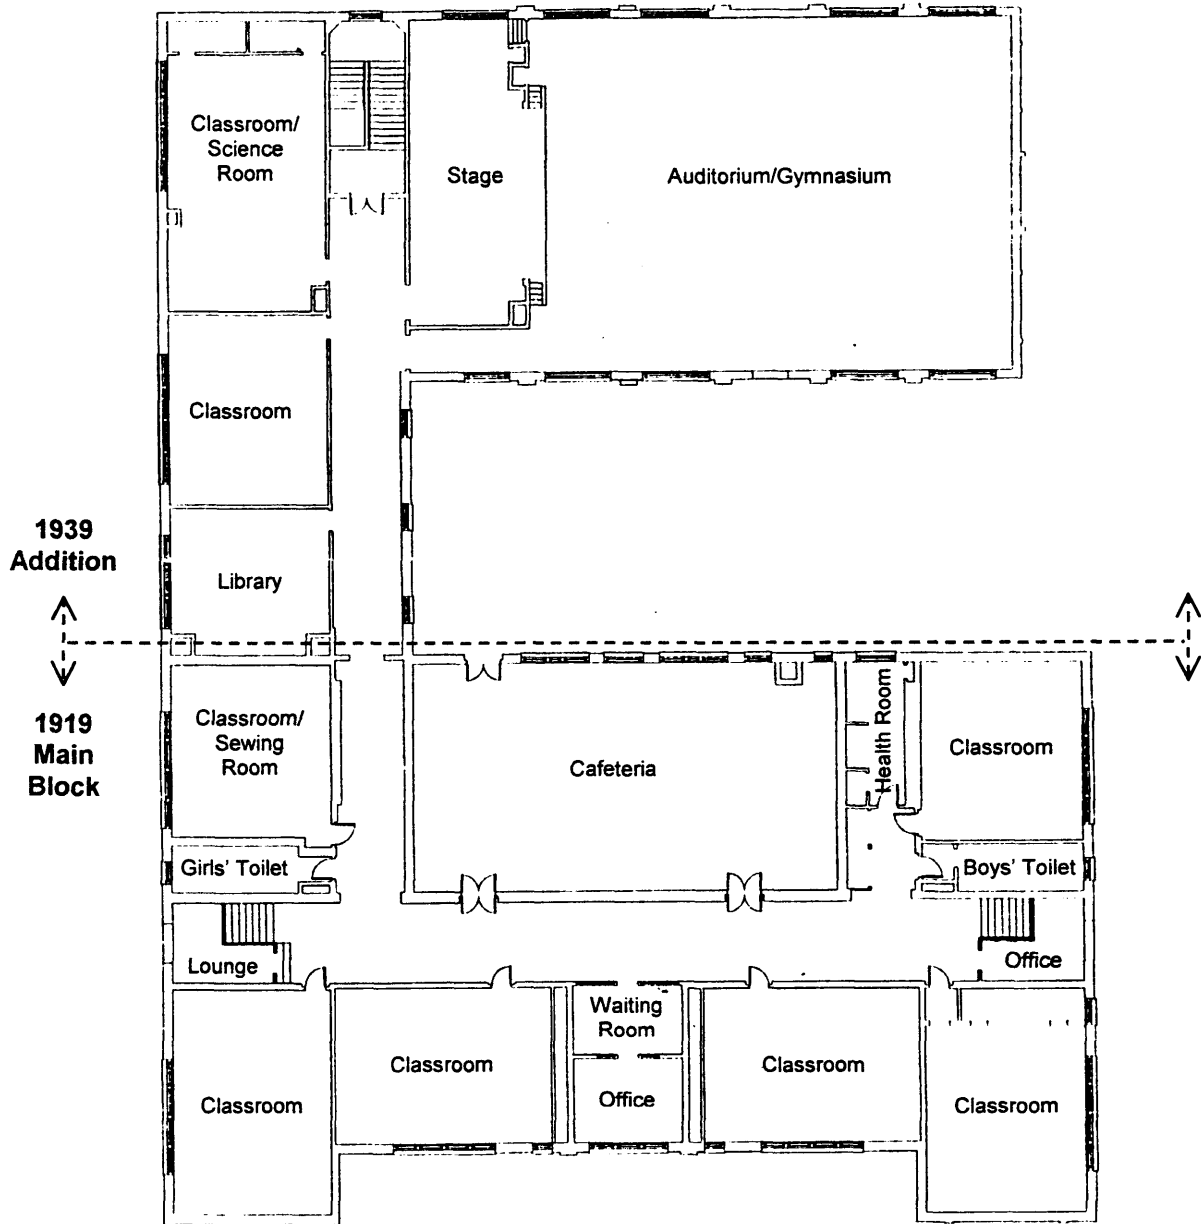 Classroom/
Science
Room
Stage
Auditorium/Gymnasium
Classroom
1939
Addition
Library
1919
Main
Block
Classroom/
Sewing
Room
Cafeteria
Health Room
Classroom
Girls' Toilet
Boys' Toilet
Lounge
Office
Waiting
Room
Classroom
Classroom
Office
Classroom
Classroom